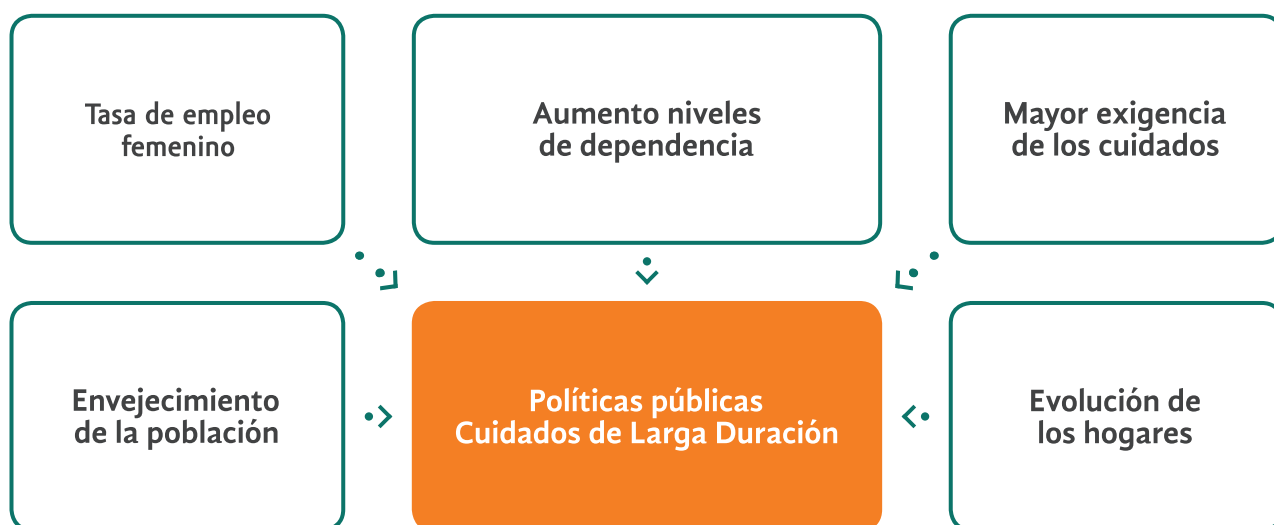 Tasa de empleo
femenino
Aumento niveles
de dependencia
Mayor exigencia
de los cuidados
Envejecimiento
de la población
Políticas públicas
Cuidados de Larga Duración
Evolución de
los hogares